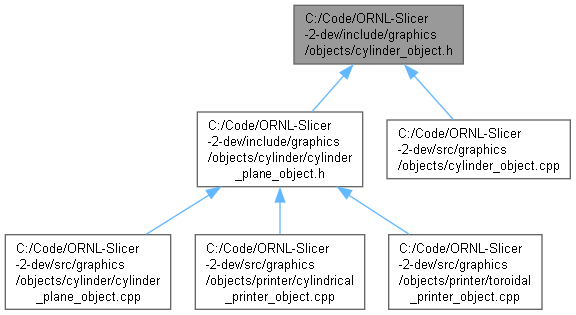 C:/Code/ORNL-Slicer
-2-dev/include/graphics
/objects/cylinder_object.h
C:/Code/ORNL-Slicer
-2-dev/include/graphics
/objects/cylinder/cylinder
_plane_object.h
C:/Code/ORNL-Slicer
-2-dev/src/graphics
/objects/cylinder_object.cpp
C:/Code/ORNL-Slicer
-2-dev/src/graphics
/objects/cylinder/cylinder
_plane_object.cpp
C:/Code/ORNL-Slicer
-2-dev/src/graphics
/objects/printer/cylindrical
_printer_object.cpp
C:/Code/ORNL-Slicer
-2-dev/src/graphics
/objects/printer/toroidal
_printer_object.cpp